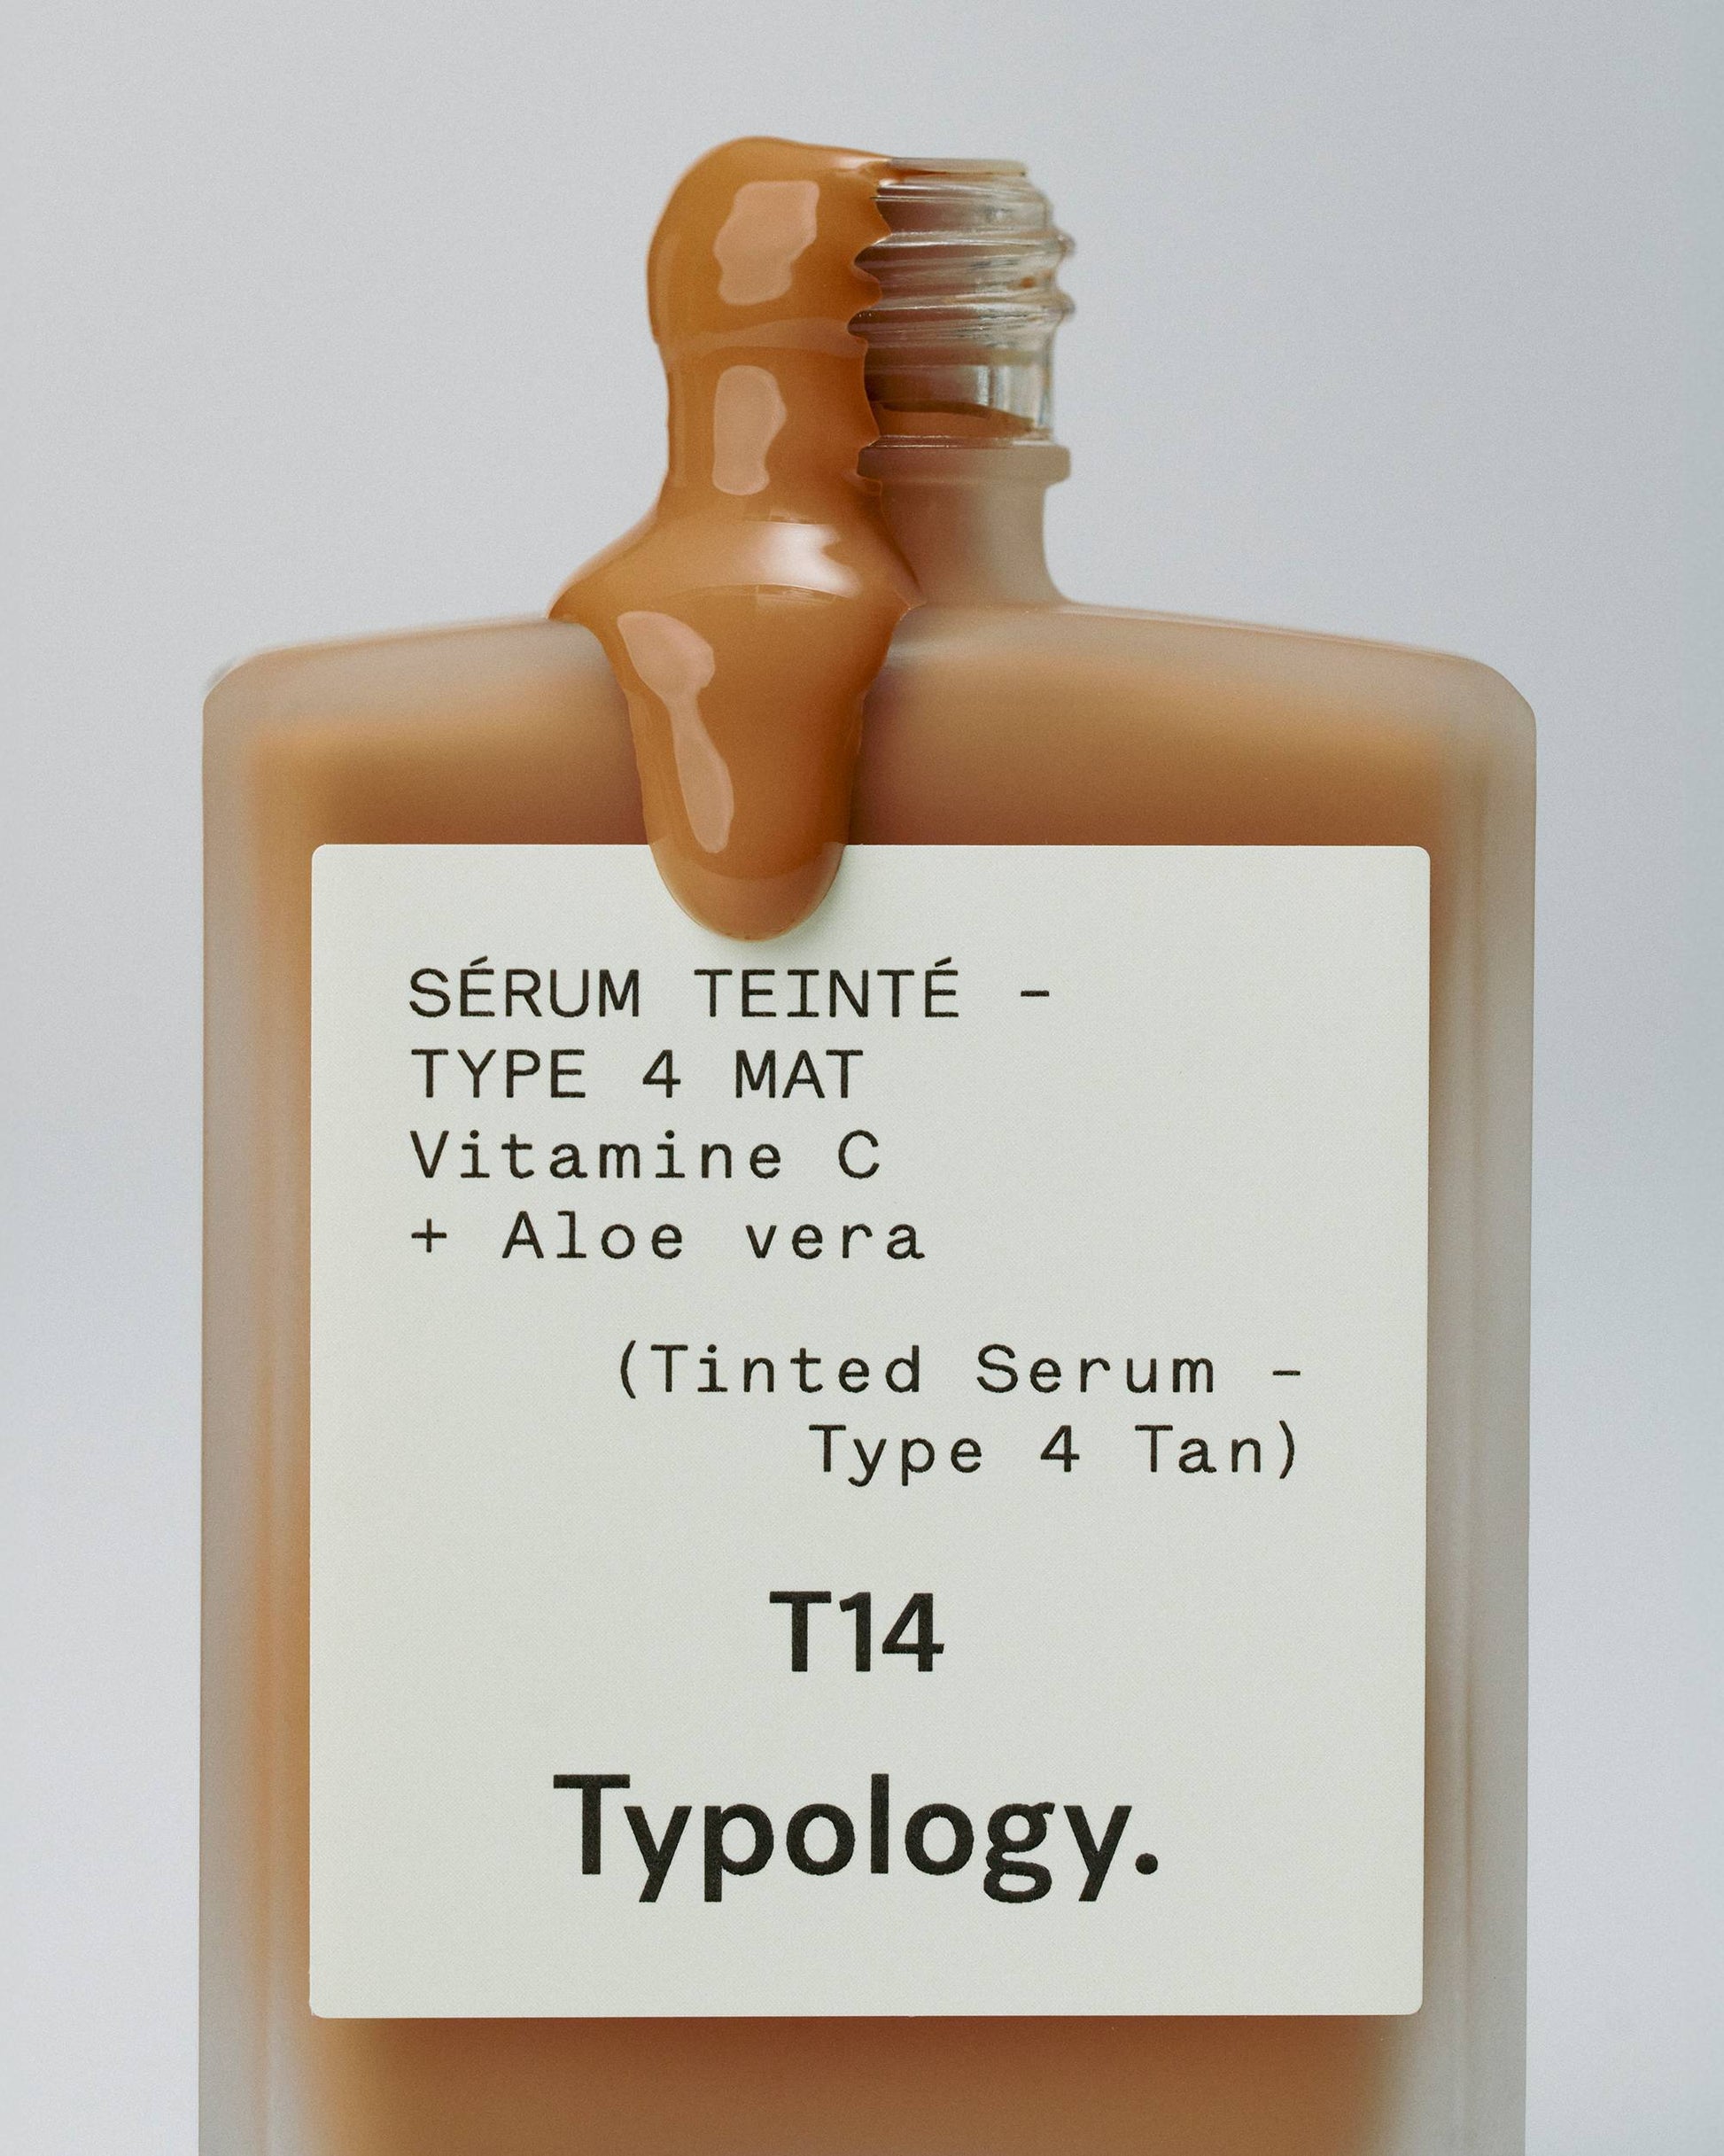 SÉRUM TEINTÉ -
TYPE 4 MAT
Vitamine C
+ Aloe vera
(Tinted Serum -
Type 4 Tan)
T14
Typology.